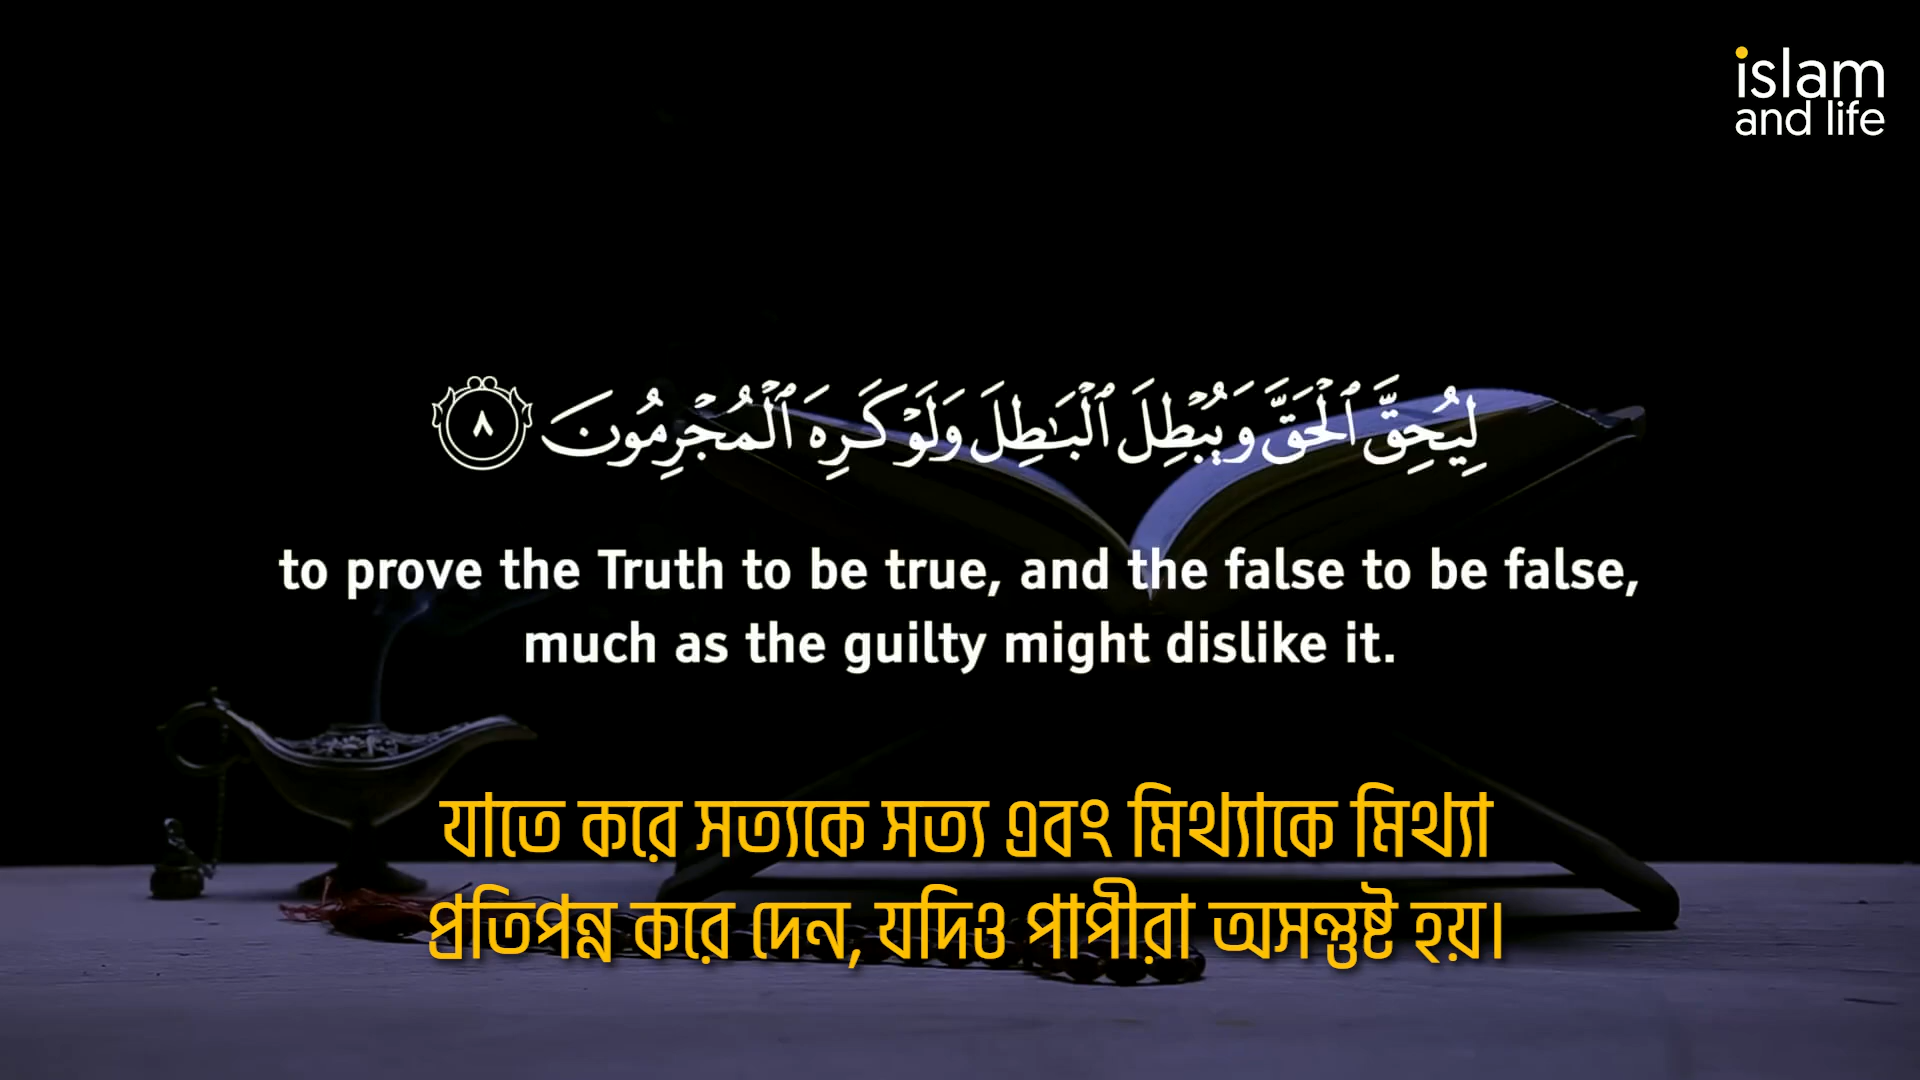 islam
and life
لِيُحِقَّ ٱلْحَقَّ وَيُبْطِلَ ٱلْبَـٰطِلَ وَلَوْ كَرِهَ ٱلْمُجْرِمُونَ ٨
to prove the Truth to be true, and the false to be false,
much as the guilty might dislike it.
যাতে করে সত্যকে সত্য এবং মিথ্যাকে মিথ্যা
প্রতিপন্ন করে দেন, যদিও পাপীরা অসন্তুষ্ট হয়।